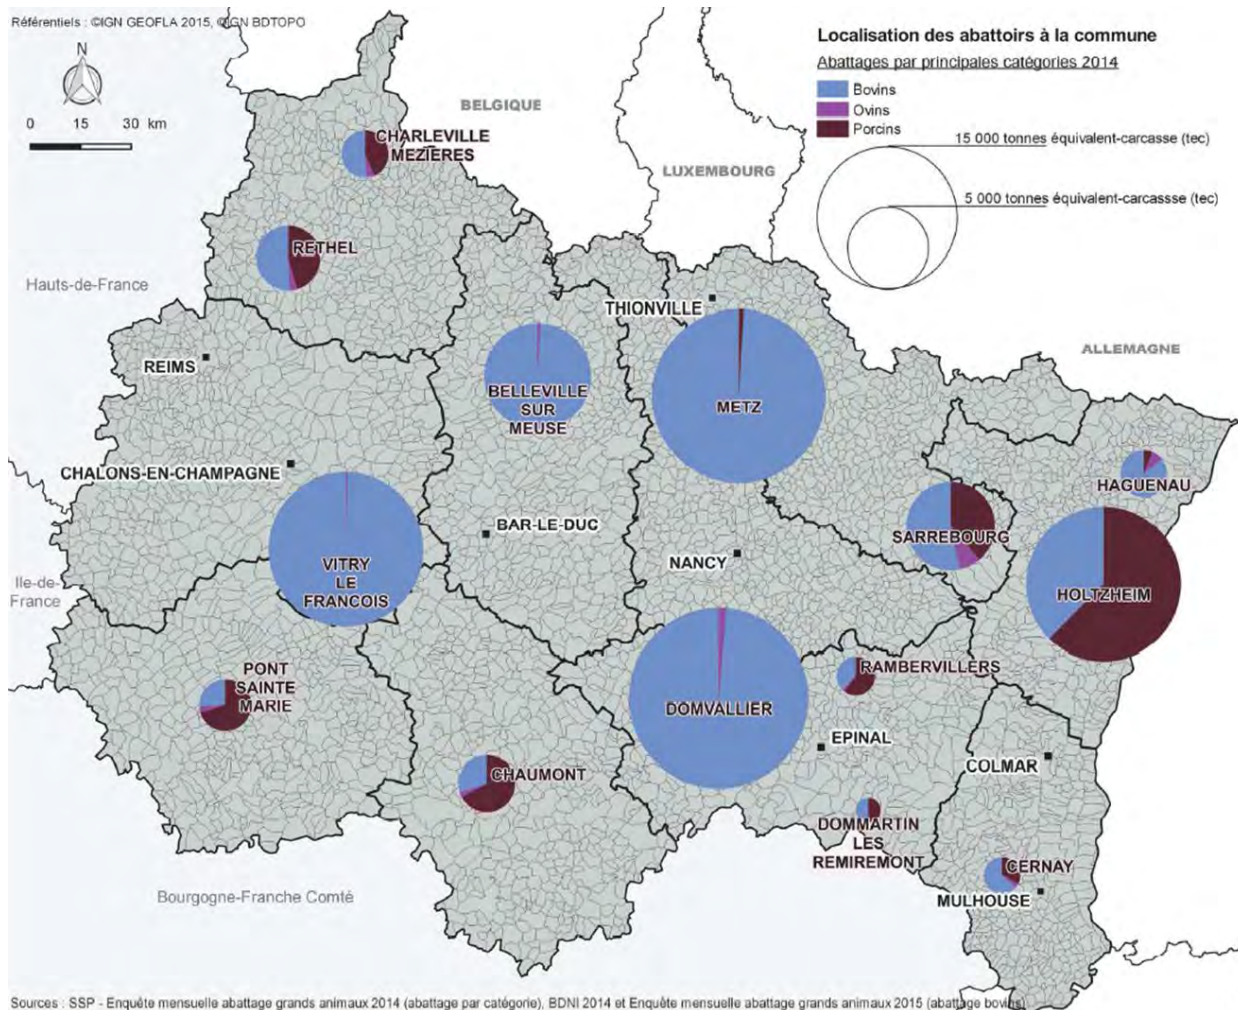 Référentiels : ©IGN GEOFLA 2015, ©IGN BDTOPO
N
0 15 30 km
Localisation des abattoirs à la commune
Abattages par principales catégories 2014
Bovins
Ovins
Porcins
15 000 tonnes équivalent-carcasse (tec)
5 000 tonnes équivalent-carcassse (tec)
BELGIQUE
LUXEMBOURG
ALLEMAGNE
Hauts-de-France
Ile-de-
France
Bourgogne-Franche Comté
CHARLEVILLE
MEZIERES
RETHEL
THIONVILLE
REIMS
BELLEVILLE
SUR
MEUSE
METZ
CHALONS-EN-CHAMPAGNE
HAGUENAU
BAR-LE-DUC
SARREBOURG
NANCY
VITRY
LE
FRANCOIS
HOLTZHEIM
PONT
SAINTE
MARIE
RAMBERVILLERS
DOMVALLIER
EPINAL
COLMAR
CHAUMONT
DOMMARTIN
LES
REMIREMONT
CERNAY
MULHOUSE
Sources : SSP - Enquête mensuelle abattage grands animaux 2014 (abattage par catégorie), BDNI 2014 et Enquête mensuelle abattage grands animaux 2015 (abattage bovins)